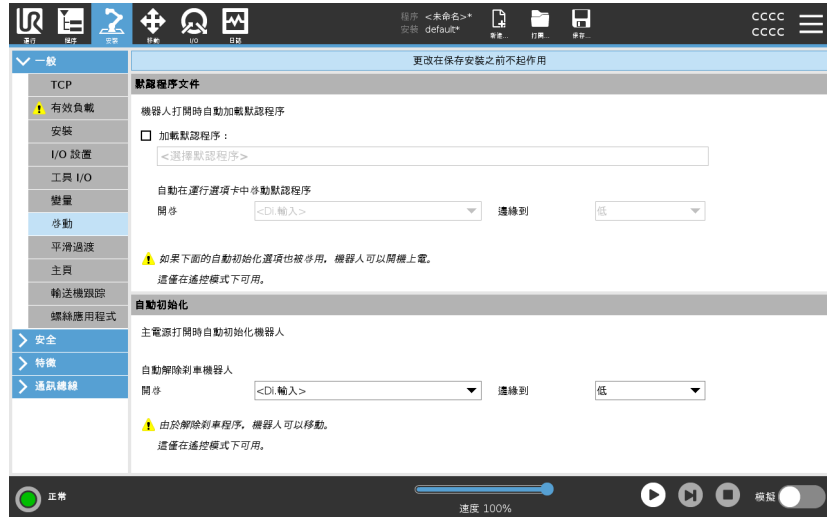 UR
運行
程序
安裝
移動
I/O
日誌
程序 <未命名>*
安裝 default*
新建...
打開...
保存...
cccc
cccc
一般
更改在保存安裝之前不起作用
TCP
有效負載
安裝
I/O 設置
工具 I/O
變量
啓動
平滑過渡
主頁
輸送機跟踪
螺絲應用程式
安全
特徵
通訊總線
默認程序文件
機器人打開時自動加載默認程序
加載默認程序：
<選擇默認程序>
自動在運行選項卡中啓動默認程序
開啓
<Di.輸入>
邊緣到
低
如果下面的自動初始化選項也被啓用，機器人可以開機上電。
這僅在遙控模式下可用。
自動初始化
主電源打開時自動初始化機器人
自動解除剎車機器人
開啓
<Di.輸入>
邊緣到
低
由於解除剎車程序，機器人可以移動。
這僅在遙控模式下可用。
正常
速度 100%
模擬